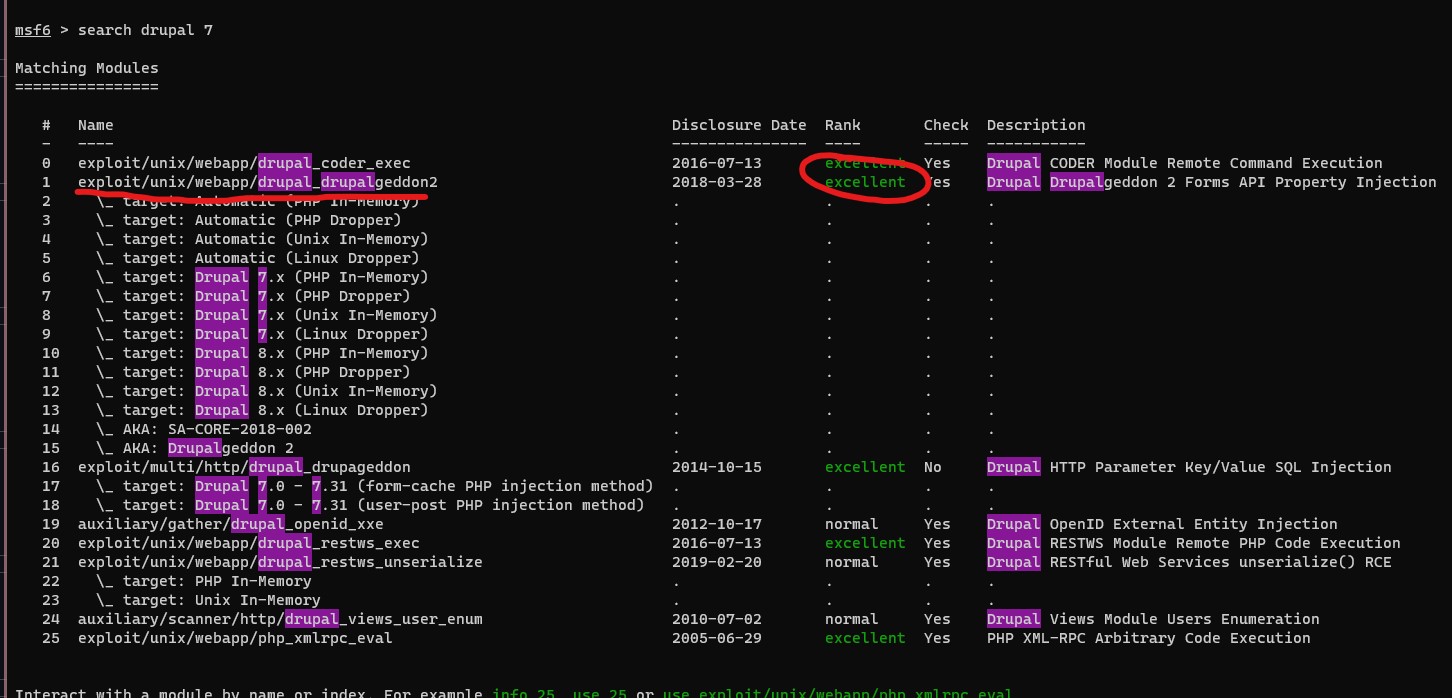 msf6 > search drupal 7
Matching Modules
================
# Name Disclosure Date Rank Check Description
- ---- --------------- ---- ----- -----------
0 exploit/unix/webapp/drupal_coder_exec 2016-07-13 excellent Yes Drupal CODER Module Remote Command Execution
1 exploit/unix/webapp/drupal_drupalgeddon2 2018-03-28 excellent Yes Drupal Drupalgeddon 2 Forms API Property Injection
2 \_ target: Automatic (PHP In-Memory) . . . .
3 \_ target: Automatic (PHP Dropper) . . . .
4 \_ target: Automatic (Unix In-Memory) . . . .
5 \_ target: Automatic (Linux Dropper) . . . .
6 \_ target: Drupal 7.x (PHP In-Memory) . . . .
7 \_ target: Drupal 7.x (PHP Dropper) . . . .
8 \_ target: Drupal 7.x (Unix In-Memory) . . . .
9 \_ target: Drupal 7.x (Linux Dropper) . . . .
10 \_ target: Drupal 8.x (PHP In-Memory) . . . .
11 \_ target: Drupal 8.x (PHP Dropper) . . . .
12 \_ target: Drupal 8.x (Unix In-Memory) . . . .
13 \_ target: Drupal 8.x (Linux Dropper) . . . .
14 \_ AKA: SA-CORE-2018-002 . . . .
15 \_ AKA: Drupalgeddon 2 . . . .
16 exploit/multi/http/drupal_drupageddon 2014-10-15 excellent No Drupal HTTP Parameter Key/Value SQL Injection
17 \_ target: Drupal 7.0 - 7.31 (form-cache PHP injection method) . . . .
18 \_ target: Drupal 7.0 - 7.31 (user-post PHP injection method) . . . .
19 auxiliary/gather/drupal_openid_xxe 2012-10-17 normal Yes Drupal OpenID External Entity Injection
20 exploit/unix/webapp/drupal_restws_exec 2016-07-13 excellent Yes Drupal RESTWS Module Remote PHP Code Execution
21 exploit/unix/webapp/drupal_restws_unserialize 2019-02-20 normal Yes Drupal RESTful Web Services unserialize() RCE
22 \_ target: PHP In-Memory . . . .
23 \_ target: Unix In-Memory . . . .
24 auxiliary/scanner/http/drupal_views_user_enum 2010-07-02 normal Yes Drupal Views Module Users Enumeration
25 exploit/unix/webapp/php_xmlrpc_eval 2005-06-29 excellent Yes PHP XML-RPC Arbitrary Code Execution
Interact with a module by name or index. For example info 25, use 25 or use exploit/unix/webapp/php_xmlrpc_eval